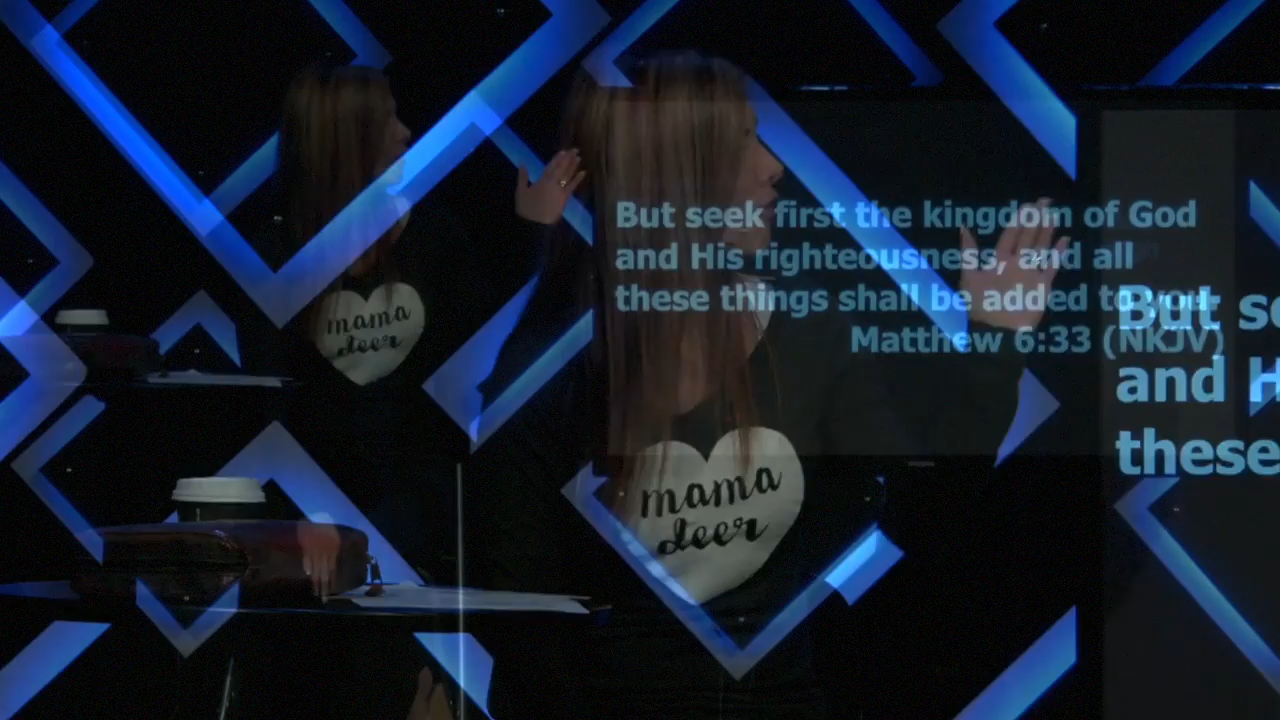 mama
deer
But seek first the kingdom of God
and His righteousness, and all
these things shall be added to you.
Matthew 6:33 (NKJV)
But se
and H
these
mama
deer